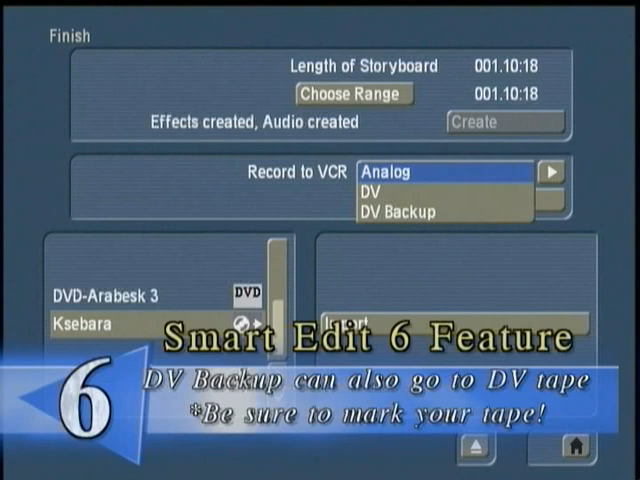 Finish
Length of Storyboard 001.10:18
Choose Range 001.10:18
Effects created, Audio created Create
Record to VCR Analog
DV
DV Backup
DVD-Arabesk 3 DVD
Ksebara
Smart Edit 6 Feature
6
DV Backup can also go to DV tape
*Be sure to mark your tape!